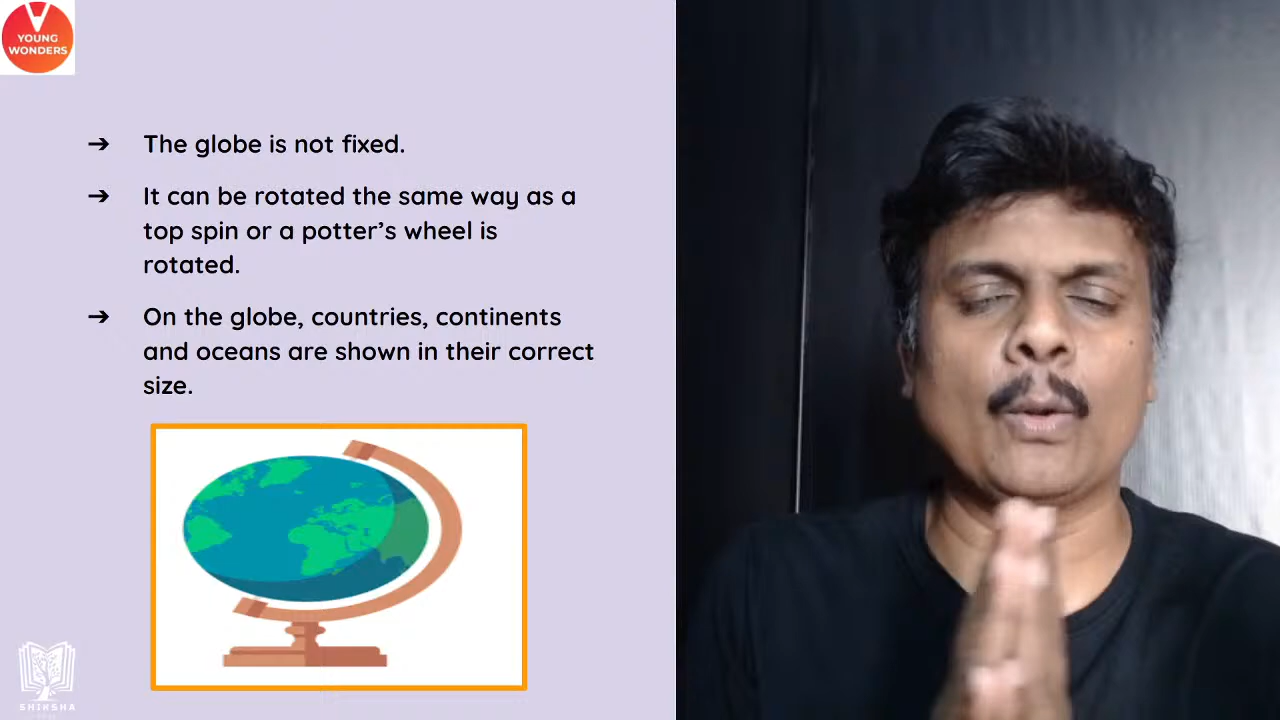 YOUNG
WONDERS
➔ The globe is not fixed.
➔ It can be rotated the same way as a
top spin or a potter's wheel is
rotated.
➔ On the globe, countries, continents
and oceans are shown in their correct
size.
SHIKSHA